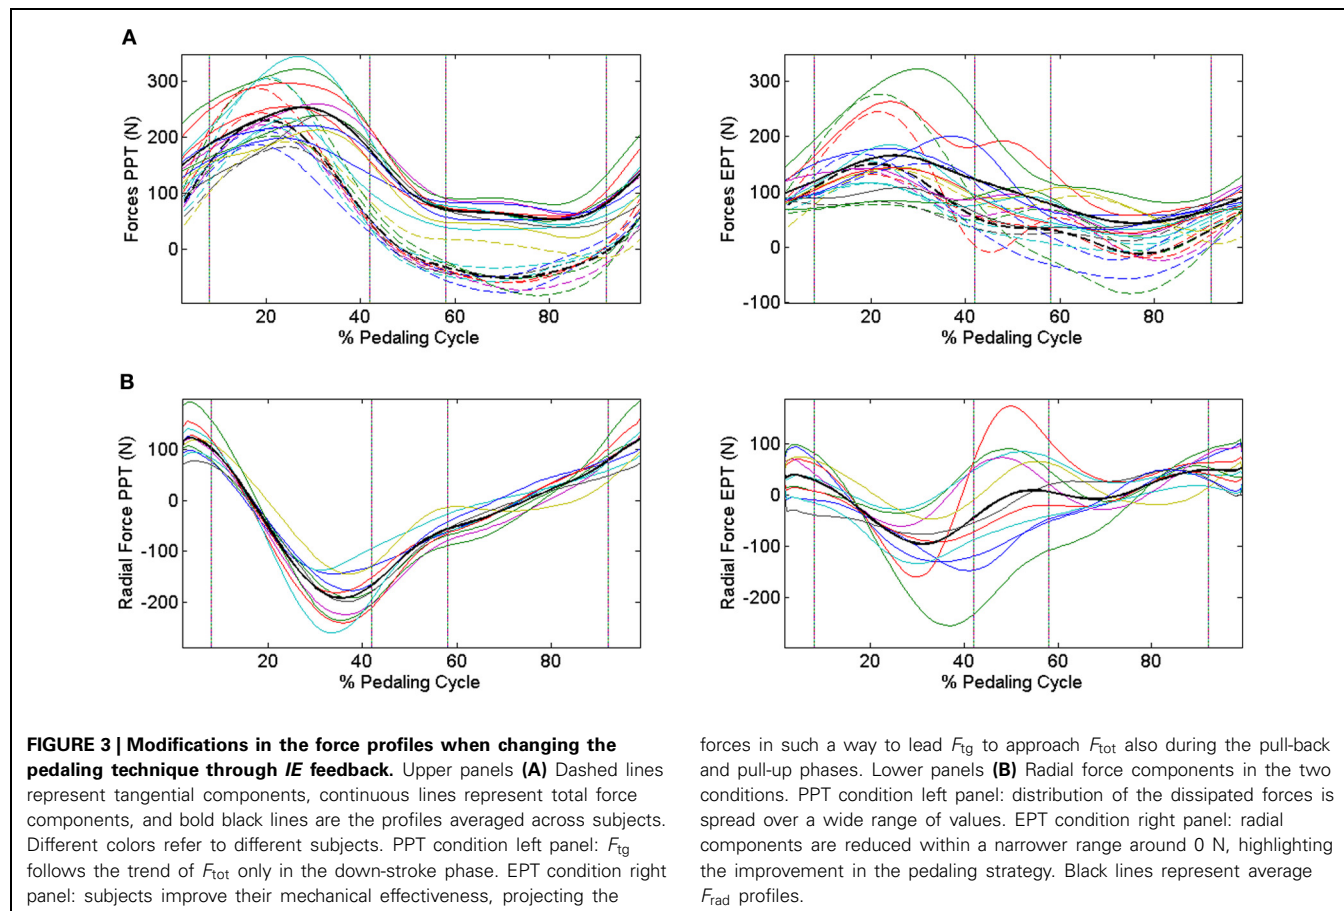 A
Forces PPT (N)
300
200
100
0
20
40
60
80
% Pedaling Cycle
Forces EPT (N)
300
200
100
0
-100
20
40
60
80
% Pedaling Cycle
B
Radial Force PPT (N)
100
0
-100
-200
20
40
60
80
% Pedaling Cycle
Radial Force EPT (N)
100
0
-100
-200
20
40
60
80
% Pedaling Cycle
FIGURE 3 | Modifications in the force profiles when changing the
pedaling technique through IE feedback. Upper panels (A) Dashed lines
represent tangential components, continuous lines represent total force
components, and bold black lines are the profiles averaged across subjects.
Different colors refer to different subjects. PPT condition left panel: Ftg
follows the trend of Ftot only in the down-stroke phase. EPT condition right
panel: subjects improve their mechanical effectiveness, projecting the
forces in such a way to lead Ftg to approach Ftot also during the pull-back
and pull-up phases. Lower panels (B) Radial force components in the two
conditions. PPT condition left panel: distribution of the dissipated forces is
spread over a wide range of values. EPT condition right panel: radial
components are reduced within a narrower range around 0 N, highlighting
the improvement in the pedaling strategy. Black lines represent average
Frad profiles.